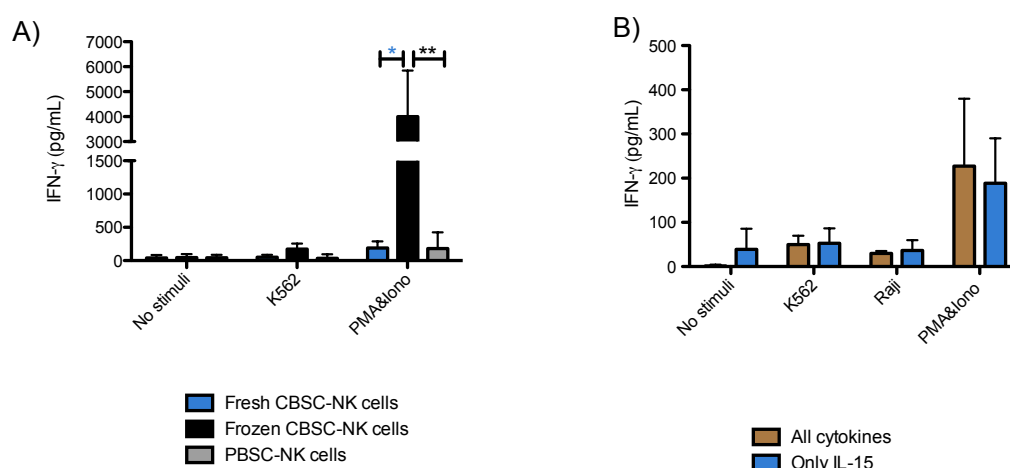 A)
IFN-γ (pg/mL)
7000
6000
5000
4000
3000
1500
1000
500
0
* **
No stimuli
K562
PMA&Iono
Fresh CBSC-NK cells
Frozen CBSC-NK cells
PBSC-NK cells
B)
IFN-γ (pg/mL)
500
400
300
200
100
0
No stimuli
K562
Raji
PMA&Iono
All cytokines
Only IL-15